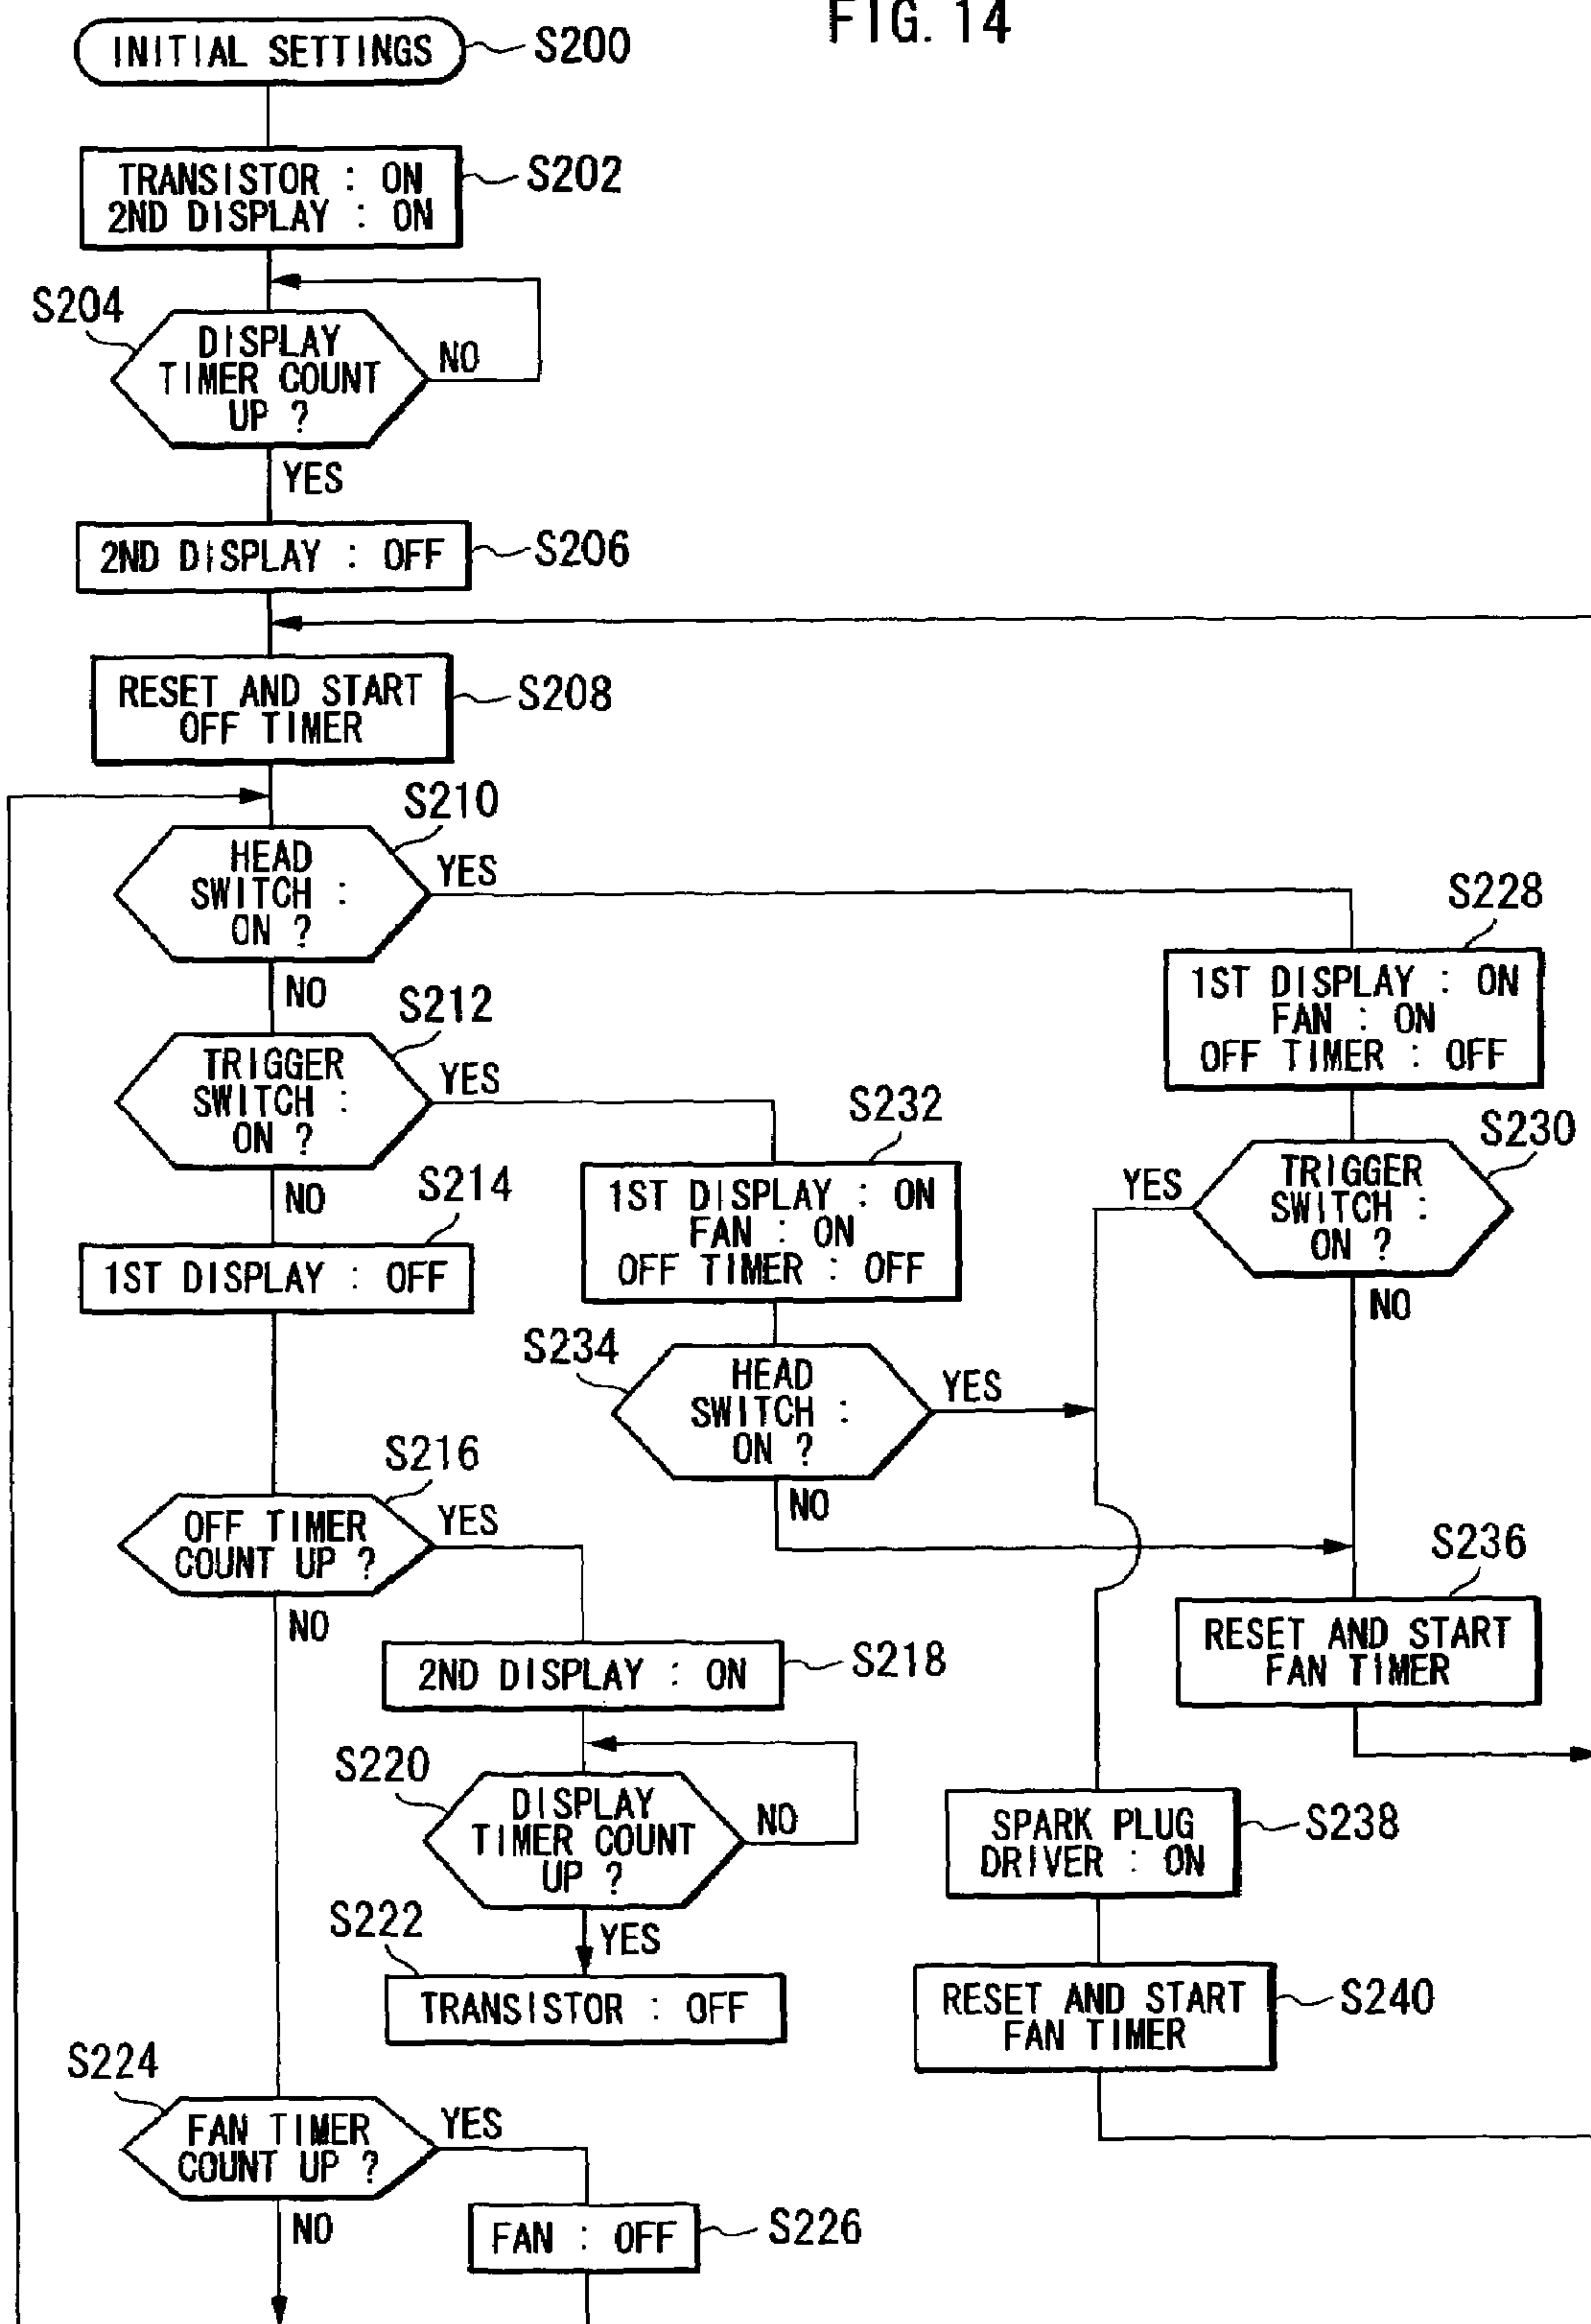 FIG. 14
INITIAL SETTINGS
S200
TRANSISTOR : ON
2ND DISPLAY : ON
S202
S204
DISPLAY
TIMER COUNT
UP ?
NO
YES
2ND DISPLAY : OFF
S206
RESET AND START
OFF TIMER
S208
S210
HEAD
SWITCH :
ON ?
YES
NO
S212
TRIGGER
SWITCH :
ON ?
YES
NO
S214
1ST DISPLAY : OFF
S228
1ST DISPLAY : ON
FAN : ON
OFF TIMER : OFF
S230
TRIGGER
SWITCH :
ON ?
YES
NO
S232
1ST DISPLAY : ON
FAN : ON
OFF TIMER : OFF
S234
HEAD
SWITCH :
ON ?
YES
NO
S216
OFF TIMER
COUNT UP ?
YES
NO
S236
RESET AND START
FAN TIMER
2ND DISPLAY : ON
S218
S220
DISPLAY
TIMER COUNT
UP ?
NO
YES
S222
TRANSISTOR : OFF
SPARK PLUG
DRIVER : ON
S238
RESET AND START
FAN TIMER
S240
S224
FAN TIMER
COUNT UP ?
YES
NO
FAN : OFF
S226